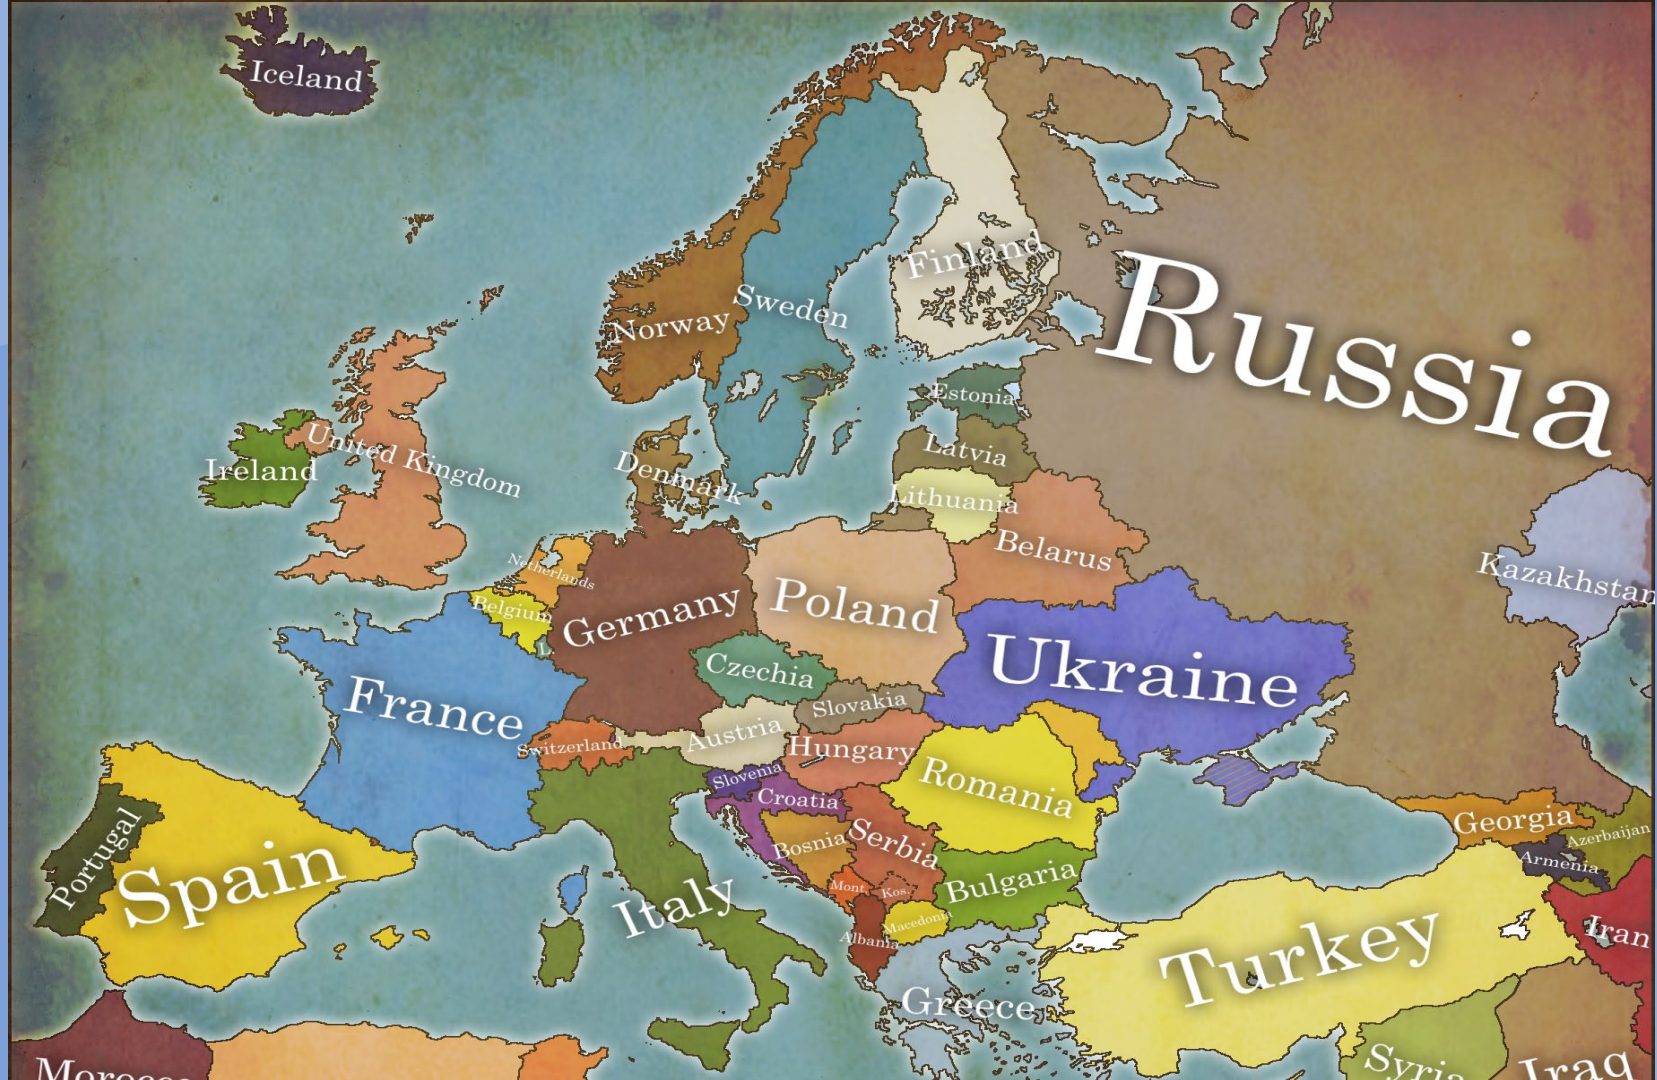 Iceland
Finland
Russia
Sweden
Norway
Estonia
Latvia
United Kingdom
Ireland
Denmark
Lithuania
Belarus
Kazakhstan
Netherlands
Belgium
Germany
Poland
L.
Czechia
Ukraine
France
Slovakia
Austria
Switzerland
Hungary
Slovenia
Romania
Croatia
Georgia
Azerbaijan
Portugal
Bosnia
Serbia
Armenia
Spain
Mont.
Kos.
Bulgaria
Italy
Macedonia
Albania
Turkey
Iran
Greece
Syria
Iraq
Morocco